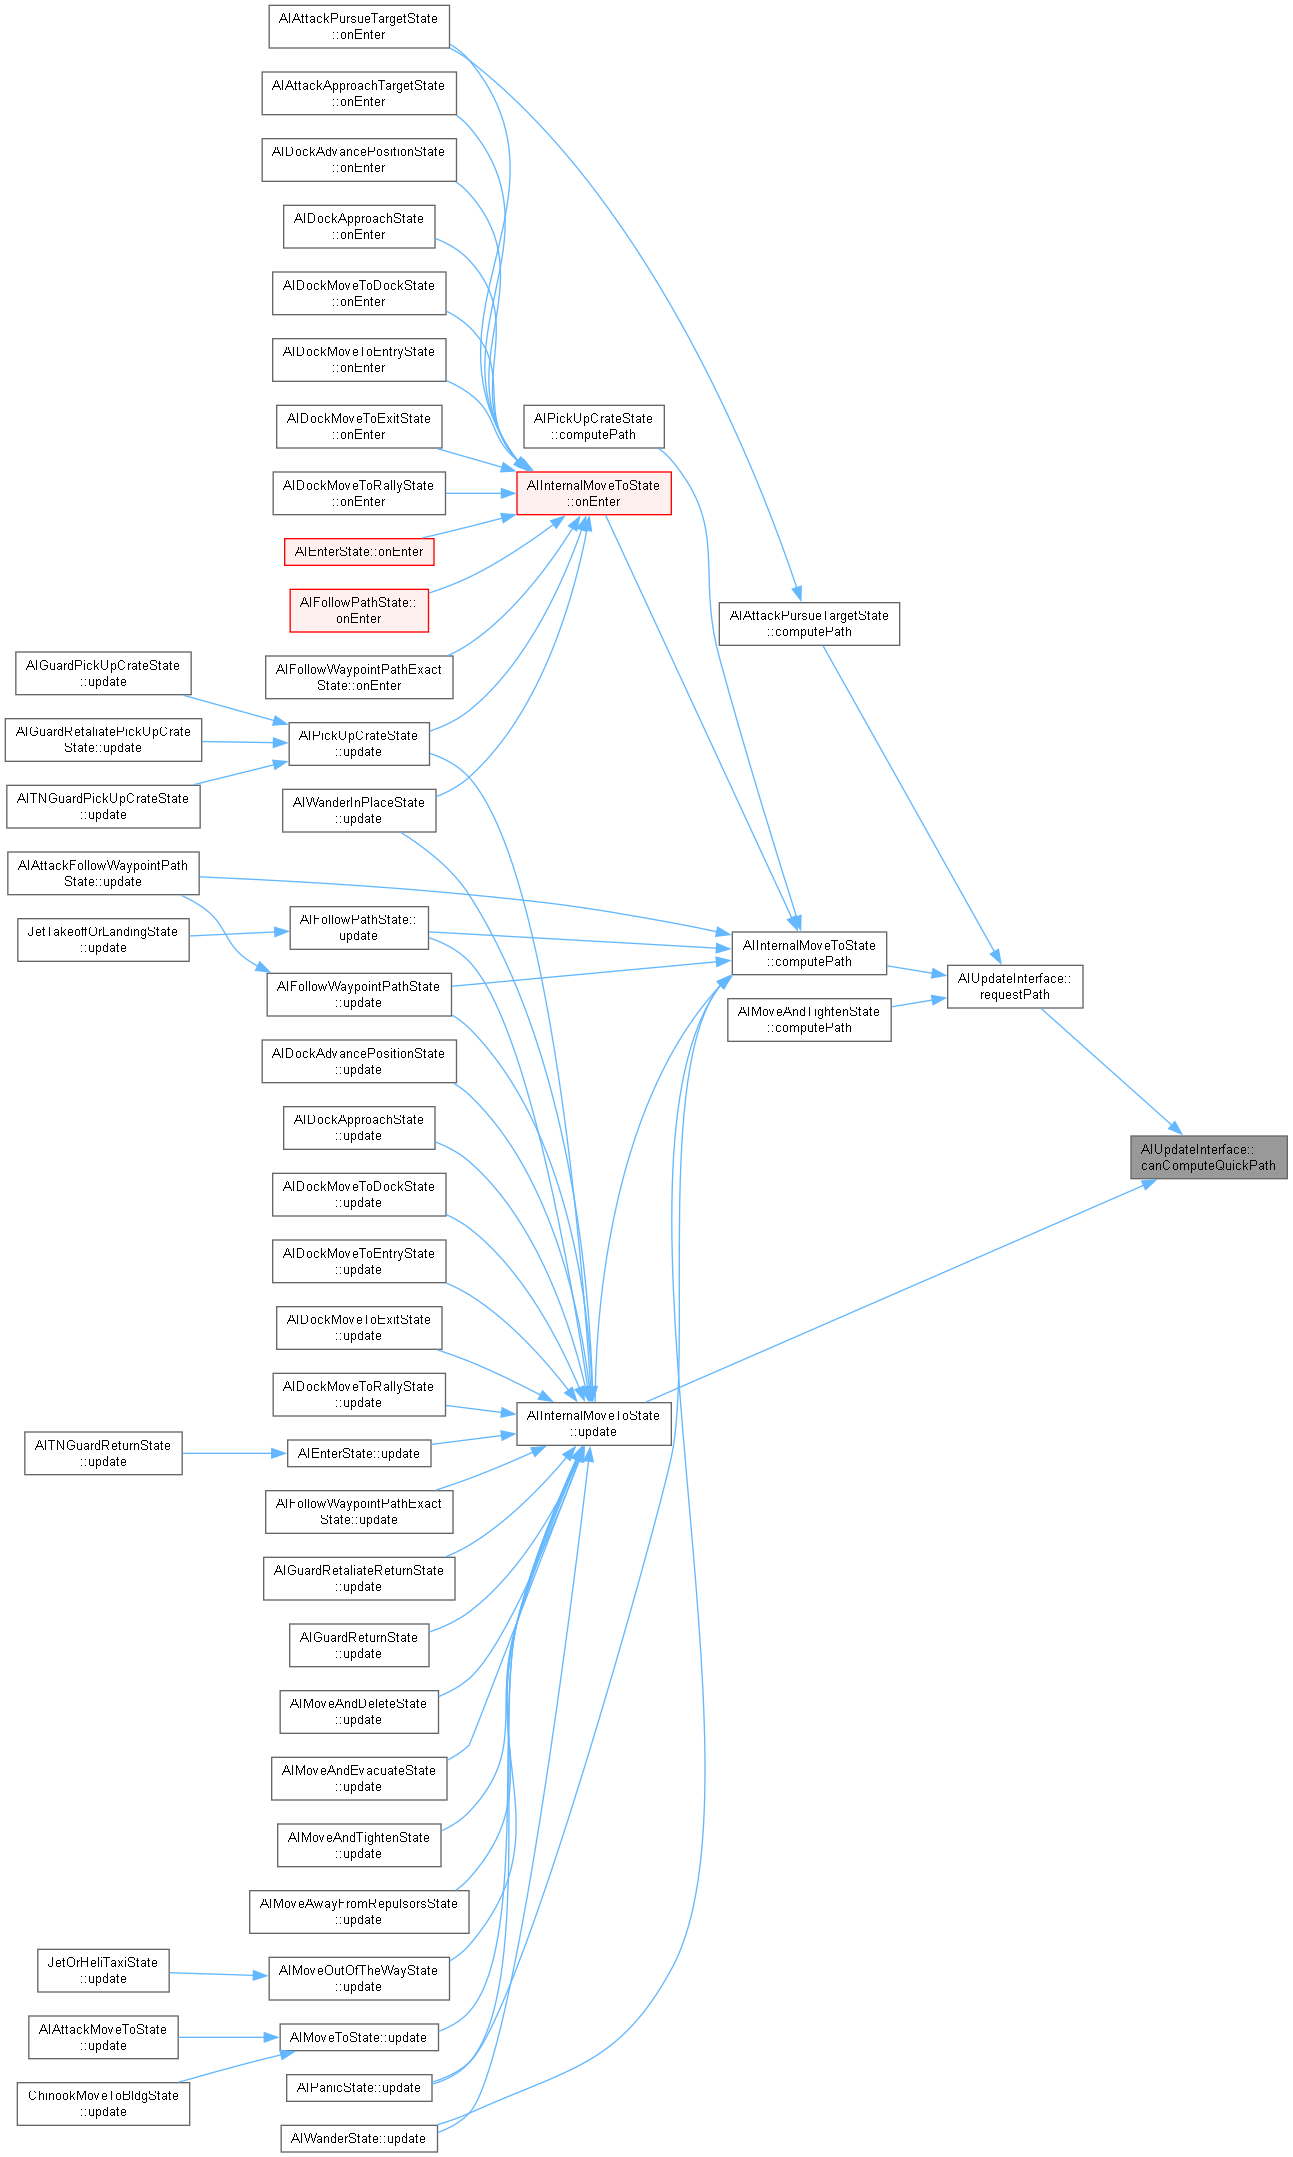 AIAttackPursueTargetState
::onEnter
AIAttackApproachTargetState
::onEnter
AIDockAdvancePositionState
::onEnter
AIDockApproachState
::onEnter
AIDockMoveToDockState
::onEnter
AIDockMoveToEntryState
::onEnter
AIDockMoveToExitState
::onEnter
AIPickUpCrateState
::computePath
AIDockMoveToRallyState
::onEnter
AIInternalMoveToState
::onEnter
AIEnterState::onEnter
AIFollowPathState::
onEnter
AIAttackPursueTargetState
::computePath
AIFollowWaypointPathExact
State::onEnter
AIGuardPickUpCrateState
::update
AIGuardRetaliatePickUpCrate
State::update
AIPickUpCrateState
::update
AITNGuardPickUpCrateState
::update
AIWanderInPlaceState
::update
AIAttackFollowWaypointPath
State::update
JetTakeoffOrLandingState
::update
AIFollowPathState::
update
AIInternalMoveToState
::computePath
AIFollowWaypointPathState
::update
AIUpdateInterface::
requestPath
AIMoveAndTightenState
::computePath
AIDockAdvancePositionState
::update
AIDockApproachState
::update
AIUpdateInterface::
canComputeQuickPath
AIDockMoveToDockState
::update
AIDockMoveToEntryState
::update
AIDockMoveToExitState
::update
AIDockMoveToRallyState
::update
AIInternalMoveToState
::update
AITNGuardReturnState
::update
AIEnterState::update
AIFollowWaypointPathExact
State::update
AIGuardRetaliateReturnState
::update
AIGuardReturnState
::update
AIMoveAndDeleteState
::update
AIMoveAndEvacuateState
::update
AIMoveAndTightenState
::update
AIMoveAwayFromRepulsorsState
::update
JetOrHeliTaxiState
::update
AIMoveOutOfTheWayState
::update
AIAttackMoveToState
::update
AIMoveToState::update
ChinookMoveToBldgState
::update
AIPanicState::update
AIWanderState::update